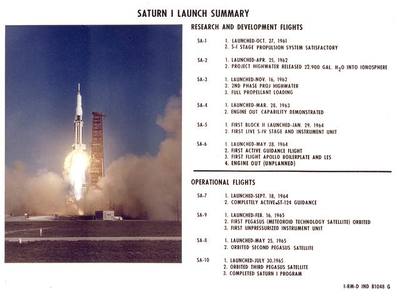 SATURN I LAUNCH SUMMARY
RESEARCH AND DEVELOPMENT FLIGHTS
SA-1 1. LAUNCHED-OCT. 27, 1961
2. S-I STAGE PROPULSION SYSTEM SATISFACTORY
SA-2 1. LAUNCHED-APR. 25, 1962
2. PROJECT HIGHWATER RELEASED 22,900 GAL. H2O INTO IONOSPHERE
SA-3 1. LAUNCHED-NOV. 16, 1962
2. 2ND PHASE PROJ HIGHWATER
3. FULL PROPELLANT LOADING
SA-4 1. LAUNCHED-MAR. 28, 1963
2. ENGINE OUT CAPABILITY DEMONSTRATED
SA-5 1. FIRST BLOCK II LAUNCHED-JAN. 29, 1964
2. FIRST LIVE S-IV STAGE AND INSTRUMENT UNIT
SA-6 1. LAUNCHED-MAY 28, 1964
2. FIRST ACTIVE GUIDANCE FLIGHT
3. FIRST FLIGHT APOLLO BOILERPLATE AND LES
4. ENGINE OUT (UNPLANNED)
OPERATIONAL FLIGHTS
SA-7 1. LAUNCHED-SEPT. 18, 1964
2. COMPLETELY ACTIVE-ST-124 GUIDANCE
SA-9 1. LAUNCHED-FEB. 16, 1965
2. FIRST PEGASUS (METEOROID TECHNOLOGY SATELLITE) ORBITED
3. FIRST UNPRESSURIZED INSTRUMENT UNIT
SA-8 1. LAUNCHED-MAY 25, 1965
2. ORBITED SECOND PEGASUS SATELLITE
SA-10 1. LAUNCHED-JULY 30, 1965
2. ORBITED THIRD PEGASUS SATELLITE
3. COMPLETED SATURN I PROGRAM
I-RM-D IND B1048 G